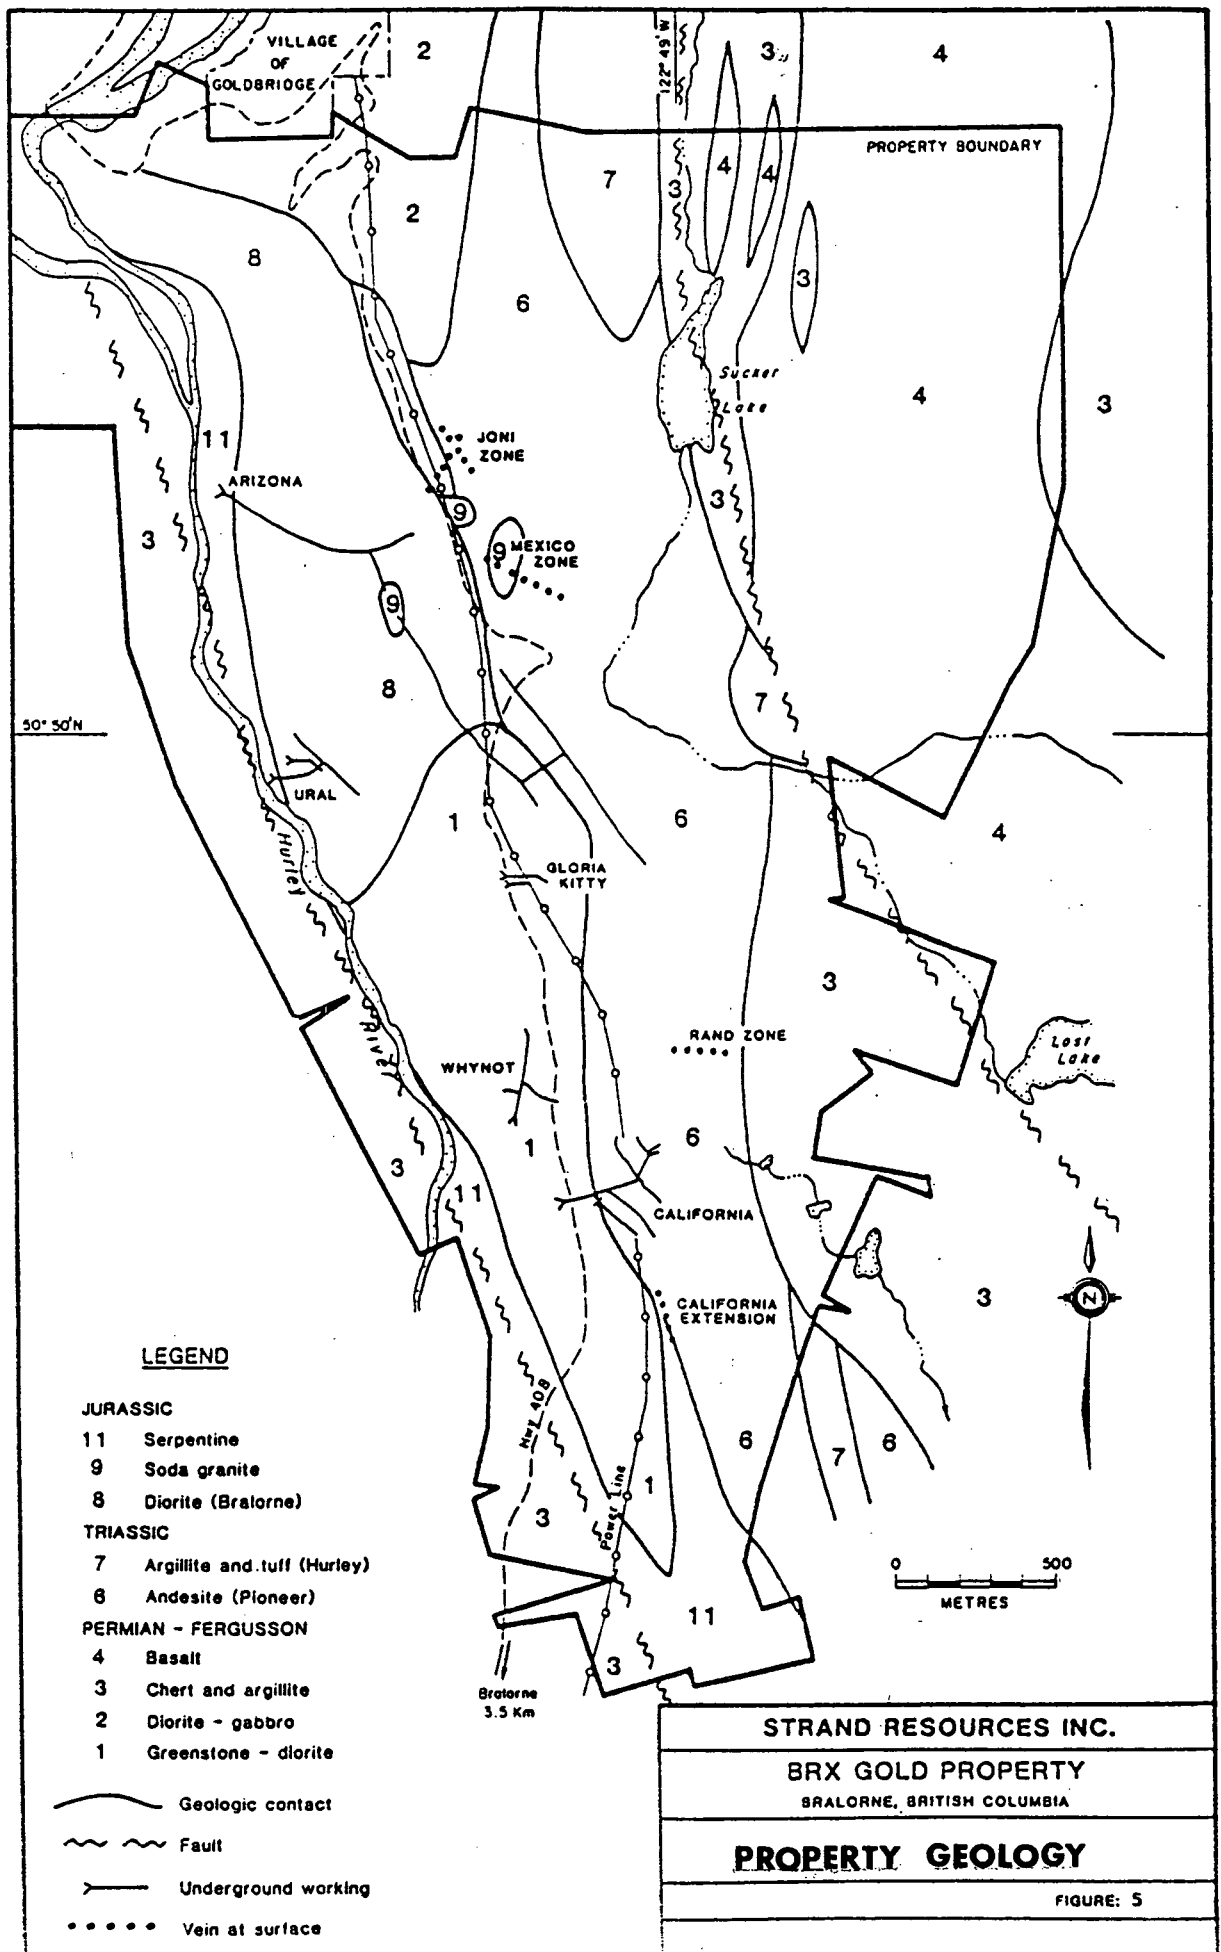 VILLAGE
OF
GOLDBRIDGE
2
122° 49' W
3
4
PROPERTY BOUNDARY
7
3
4
4
2
8
6
3
Sucker
Lake
4
3
11
JONI
ZONE
ARIZONA
3
9
3
9
MEXICO
ZONE
9
8
7
50° 50'N
URAL
1
6
4
Hurley
GLORIA
KITTY
3
RAND ZONE
Lost
Lake
River
WHYNOT
6
1
3
11
CALIFORNIA
CALIFORNIA
EXTENSION
3
N
Hwy 40B
6
7
6
Power Line
1
3
0
500
METRES
11
3
Bralorne
3.5 Km
LEGEND
JURASSIC
11 Serpentine
9 Soda granite
8 Diorite (Bralorne)
TRIASSIC
7 Argillite and tuff (Hurley)
6 Andesite (Pioneer)
PERMIAN - FERGUSSON
4 Basalt
3 Chert and argillite
2 Diorite - gabbro
1 Greenstone - diorite
Geologic contact
Fault
Underground working
Vein at surface
STRAND RESOURCES INC.
BRX GOLD PROPERTY
BRALORNE, BRITISH COLUMBIA
PROPERTY GEOLOGY
FIGURE: 5